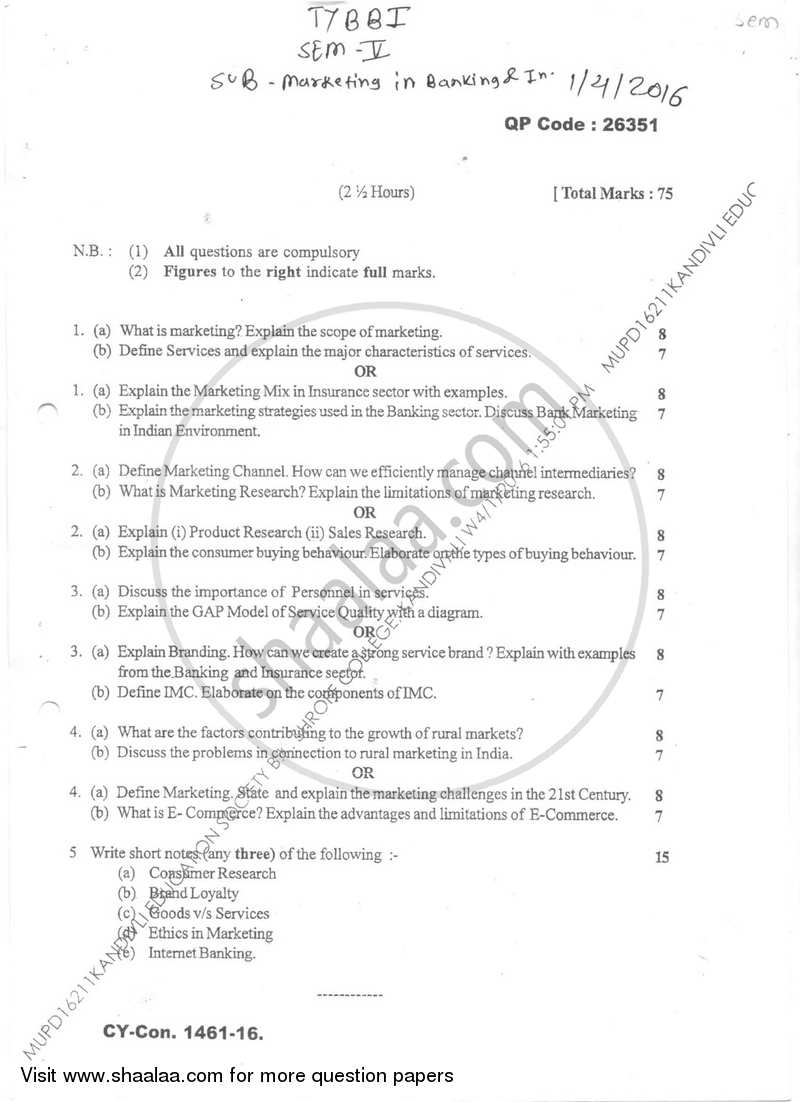 TYBBI
sem
SEM - V
SUB - Marketing in Banking & In. 1/4/2016
QP Code : 26351
(2 ½ Hours)
[ Total Marks : 75
N.B. : (1) All questions are compulsory
(2) Figures to the right indicate full marks.
1. (a) What is marketing? Explain the scope of marketing. 8
(b) Define Services and explain the major characteristics of services. 7
OR
1. (a) Explain the Marketing Mix in Insurance sector with examples. 8
(b) Explain the marketing strategies used in the Banking sector. Discuss Bank Marketing 7
in Indian Environment.
2. (a) Define Marketing Channel. How can we efficiently manage channel intermediaries? 8
(b) What is Marketing Research? Explain the limitations of marketing research. 7
OR
2. (a) Explain (i) Product Research (ii) Sales Research. 8
(b) Explain the consumer buying behaviour. Elaborate on the types of buying behaviour. 7
3. (a) Discuss the importance of Personnel in services. 8
(b) Explain the GAP Model of Service Quality with a diagram. 7
OR
3. (a) Explain Branding. How can we create a strong service brand ? Explain with examples 8
from the Banking and Insurance sector.
(b) Define IMC. Elaborate on the components of IMC. 7
4. (a) What are the factors contributing to the growth of rural markets? 8
(b) Discuss the problems in connection to rural marketing in India. 7
OR
4. (a) Define Marketing. State and explain the marketing challenges in the 21st Century. 8
(b) What is E- Commerce? Explain the advantages and limitations of E-Commerce. 7
5 Write short notes (any three) of the following :- 15
(a) Consumer Research
(b) Brand Loyalty
(c) Goods v/s Services
(d) Ethics in Marketing
(e) Internet Banking.
CY-Con. 1461-16.
shaalaa.com
MUPD16211KANDIVLI EDUCATION SOCIETY BK SHROFF COLLEGE KANDIVALI W4/1/2016 1:55:09 PM MUPD16211KANDIVLI EDUC
Visit www.shaalaa.com for more question papers